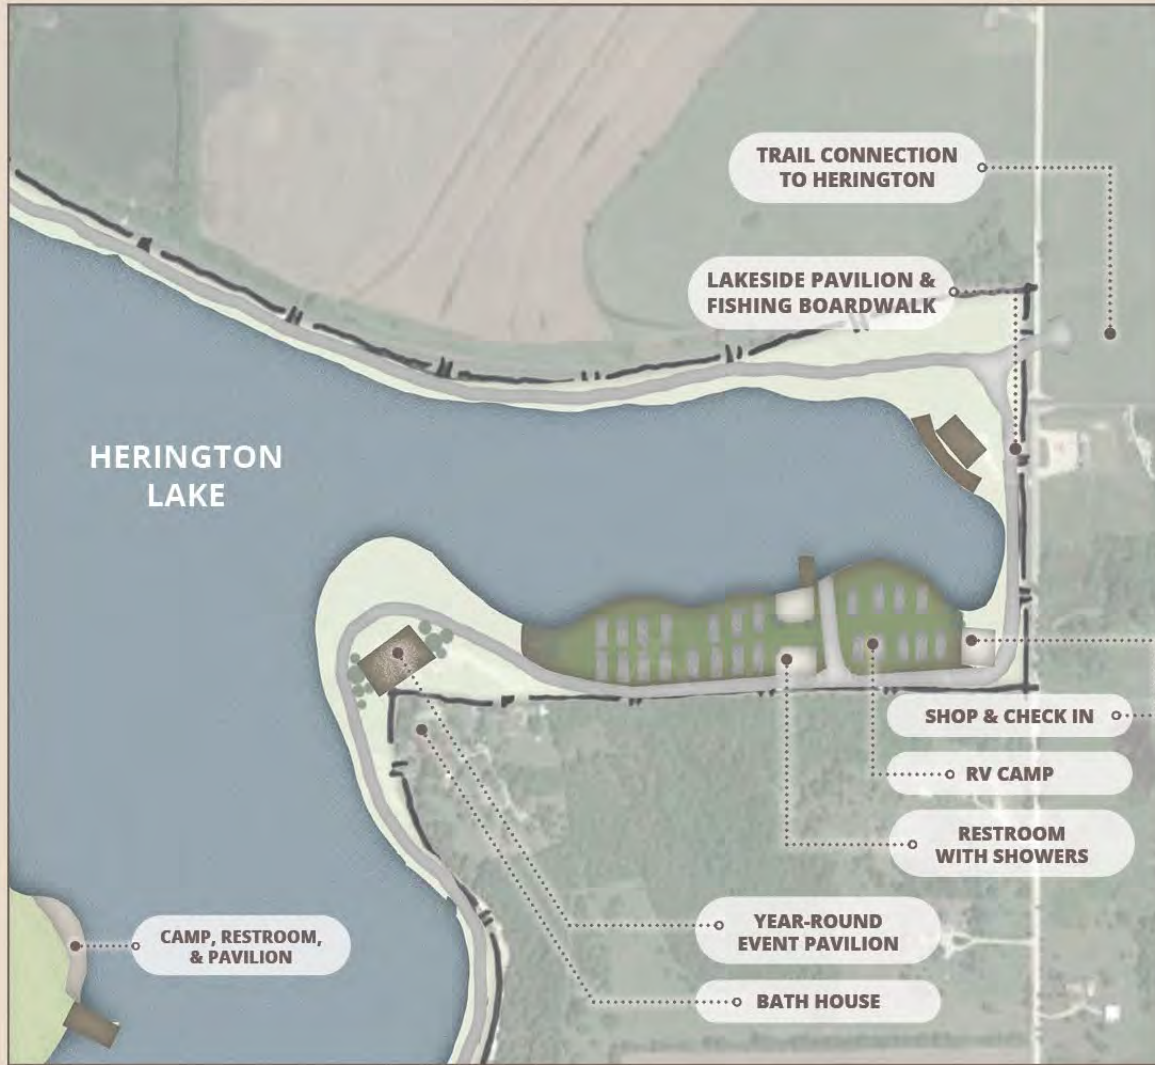 TRAIL CONNECTION
TO HERINGTON
LAKESIDE PAVILION &
FISHING BOARDWALK
HERINGTON
LAKE
SHOP & CHECK IN
RV CAMP
RESTROOM
WITH SHOWERS
YEAR-ROUND
EVENT PAVILION
CAMP, RESTROOM,
& PAVILION
BATH HOUSE